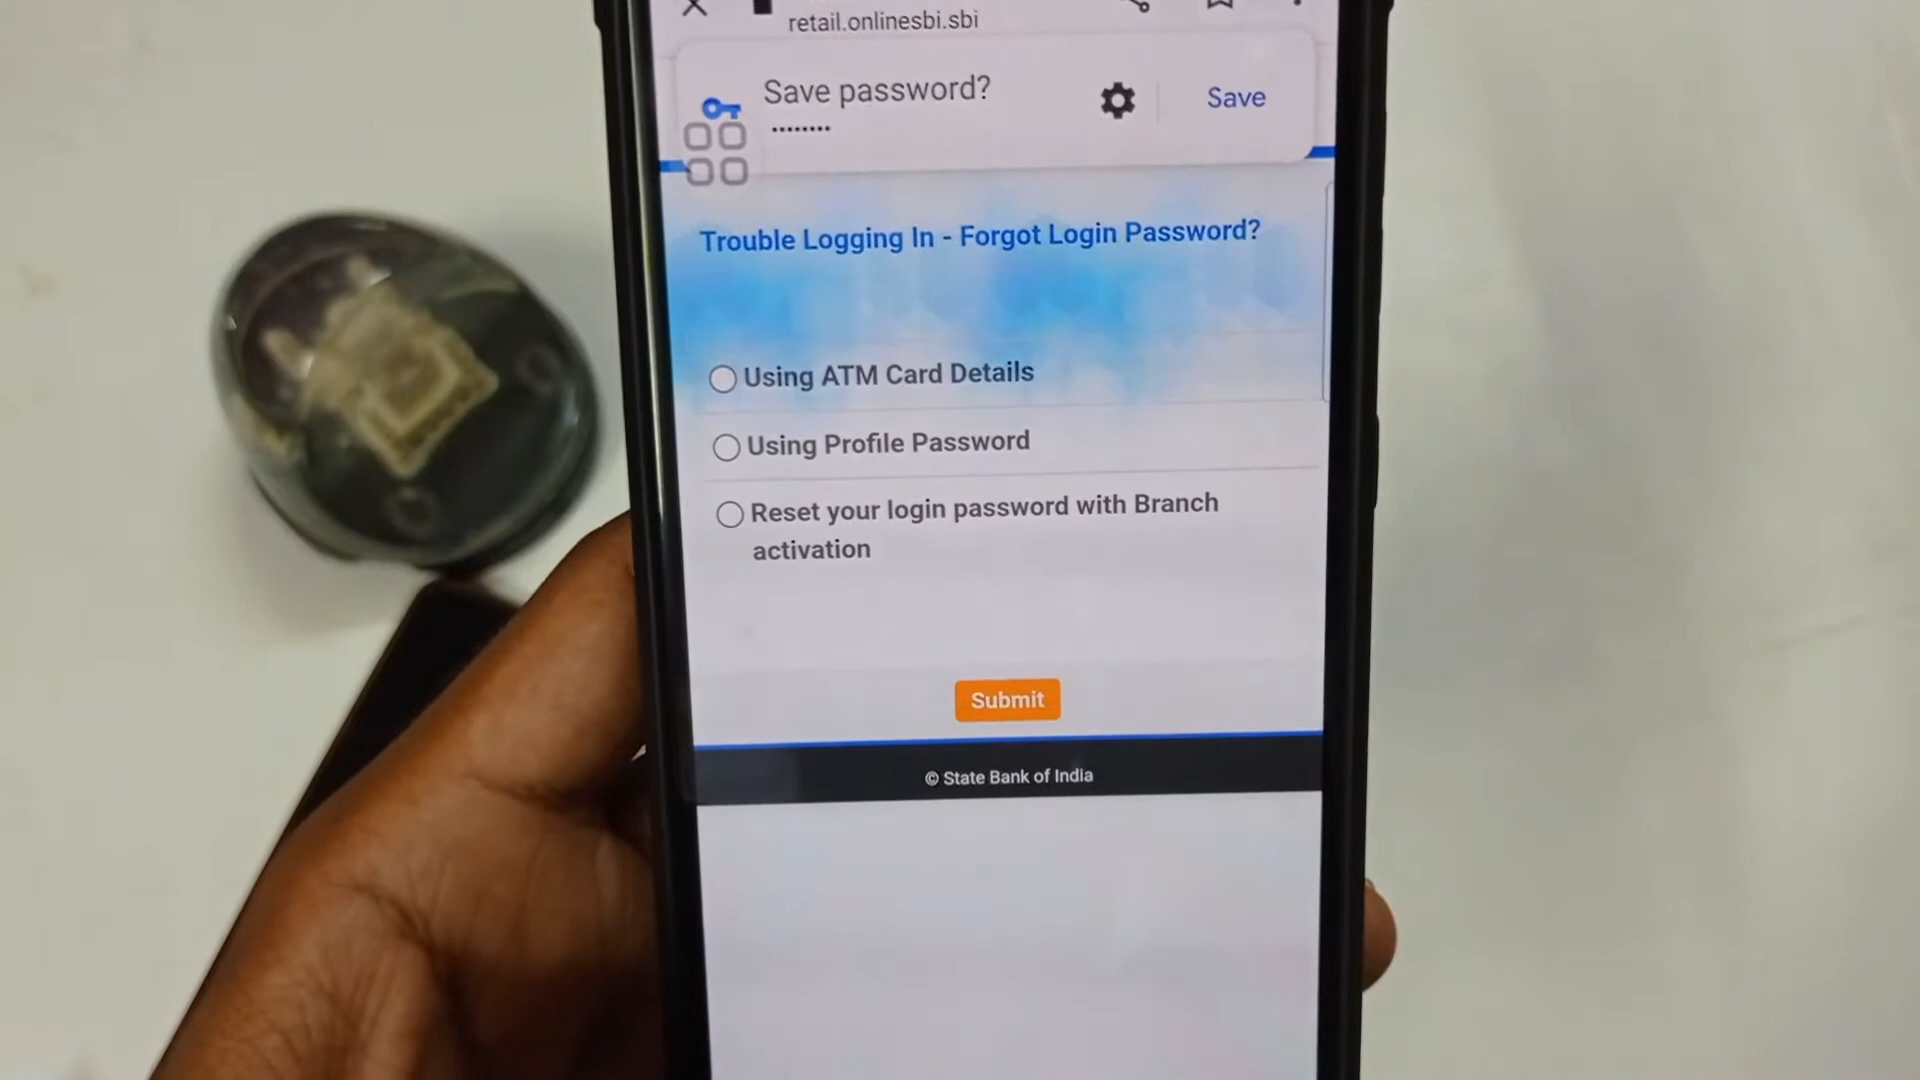 retail.onlinesbi.sbi
Save password?
••••••••
Save
Trouble Logging In - Forgot Login Password?
Using ATM Card Details
Using Profile Password
Reset your login password with Branch
activation
Submit
© State Bank of India